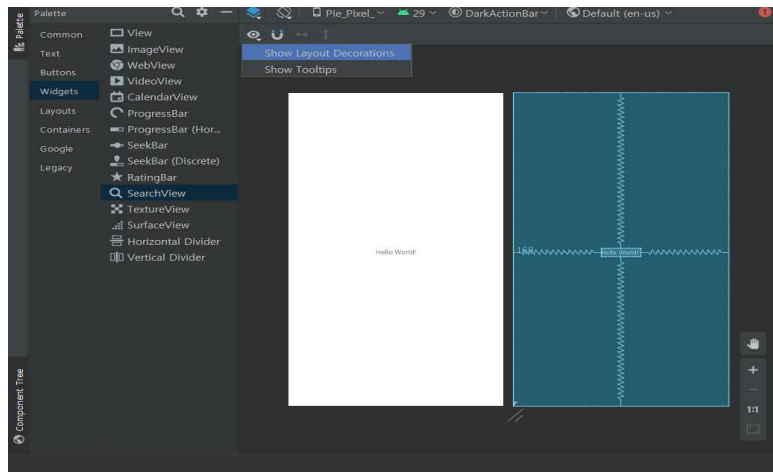 Palette
Palette
Pie_Pixel_
29
DarkActionBar
Default (en-us)
Common
Text
Buttons
Widgets
Layouts
Containers
Google
Legacy
View
ImageView
WebView
VideoView
CalendarView
ProgressBar
ProgressBar (Hor...
SeekBar
SeekBar (Discrete)
RatingBar
SearchView
TextureView
SurfaceView
Horizontal Divider
Vertical Divider
Show Layout Decorations
Show Tooltips
Hello World!
168
Hello World!
1:1
Component Tree